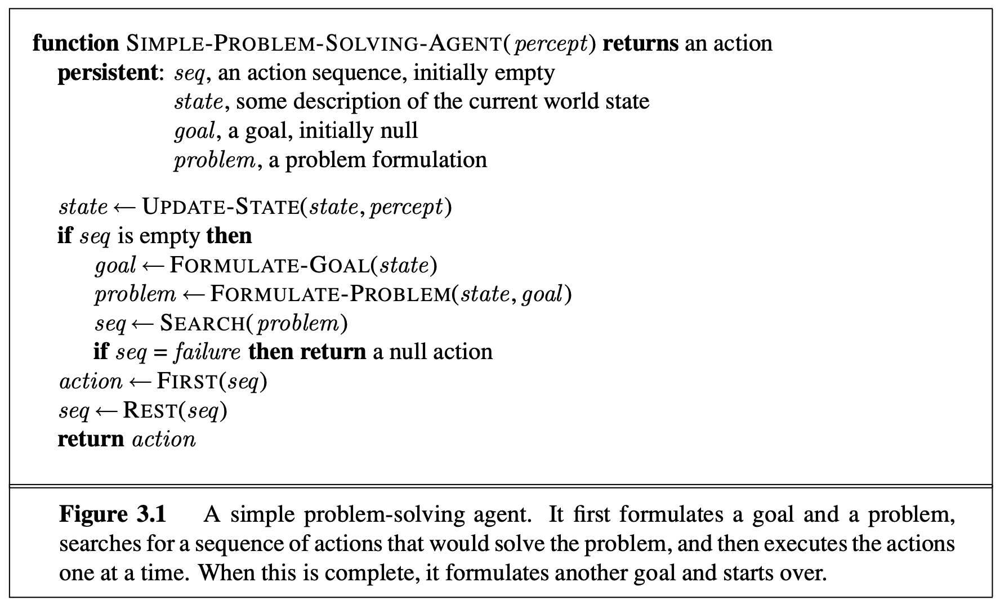 function SIMPLE-PROBLEM-SOLVING-AGENT(percept) returns an action
persistent: seq, an action sequence, initially empty
state, some description of the current world state
goal, a goal, initially null
problem, a problem formulation
state ← UPDATE-STATE(state, percept)
if seq is empty then
goal ← FORMULATE-GOAL(state)
problem ← FORMULATE-PROBLEM(state, goal)
seq ← SEARCH(problem)
if seq = failure then return a null action
action ← FIRST(seq)
seq ← REST(seq)
return action
Figure 3.1 A simple problem-solving agent. It first formulates a goal and a problem,
searches for a sequence of actions that would solve the problem, and then executes the actions
one at a time. When this is complete, it formulates another goal and starts over.